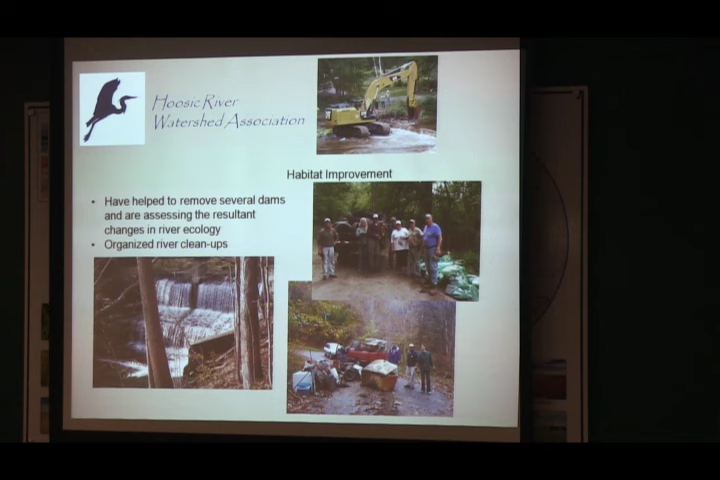 Hoosic River
Watershed Association
Habitat Improvement
• Have helped to remove several dams
and are assessing the resultant
changes in river ecology
• Organized river clean-ups